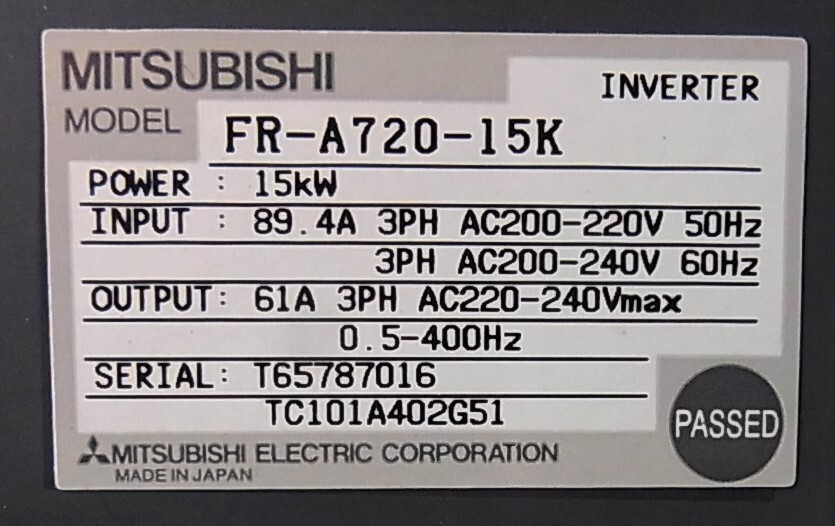 MITSUBISHI
INVERTER
MODEL FR-A720-15K
POWER : 15kW
INPUT : 89.4A 3PH AC200-220V 50Hz
3PH AC200-240V 60Hz
OUTPUT: 61A 3PH AC220-240Vmax
0.5-400Hz
SERIAL: T65787016
TC101A402G51
PASSED
MITSUBISHI ELECTRIC CORPORATION
MADE IN JAPAN